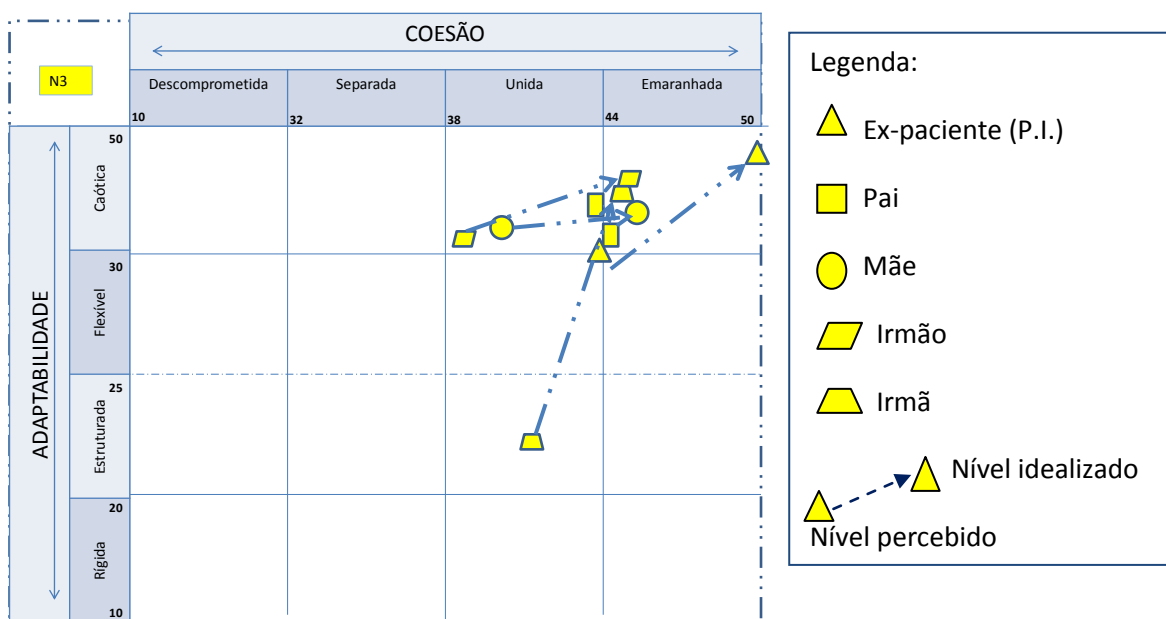 COESÃO
N3
Descomprometida
Separada
Unida
Emaranhada
10
32
38
44
50
ADAPTABILIDADE
50
Caótica
30
Flexível
25
Estruturada
20
Rígida
10
Legenda:
Ex-paciente (P.I.)
Pai
Mãe
Irmão
Irmã
Nível idealizado
Nível percebido